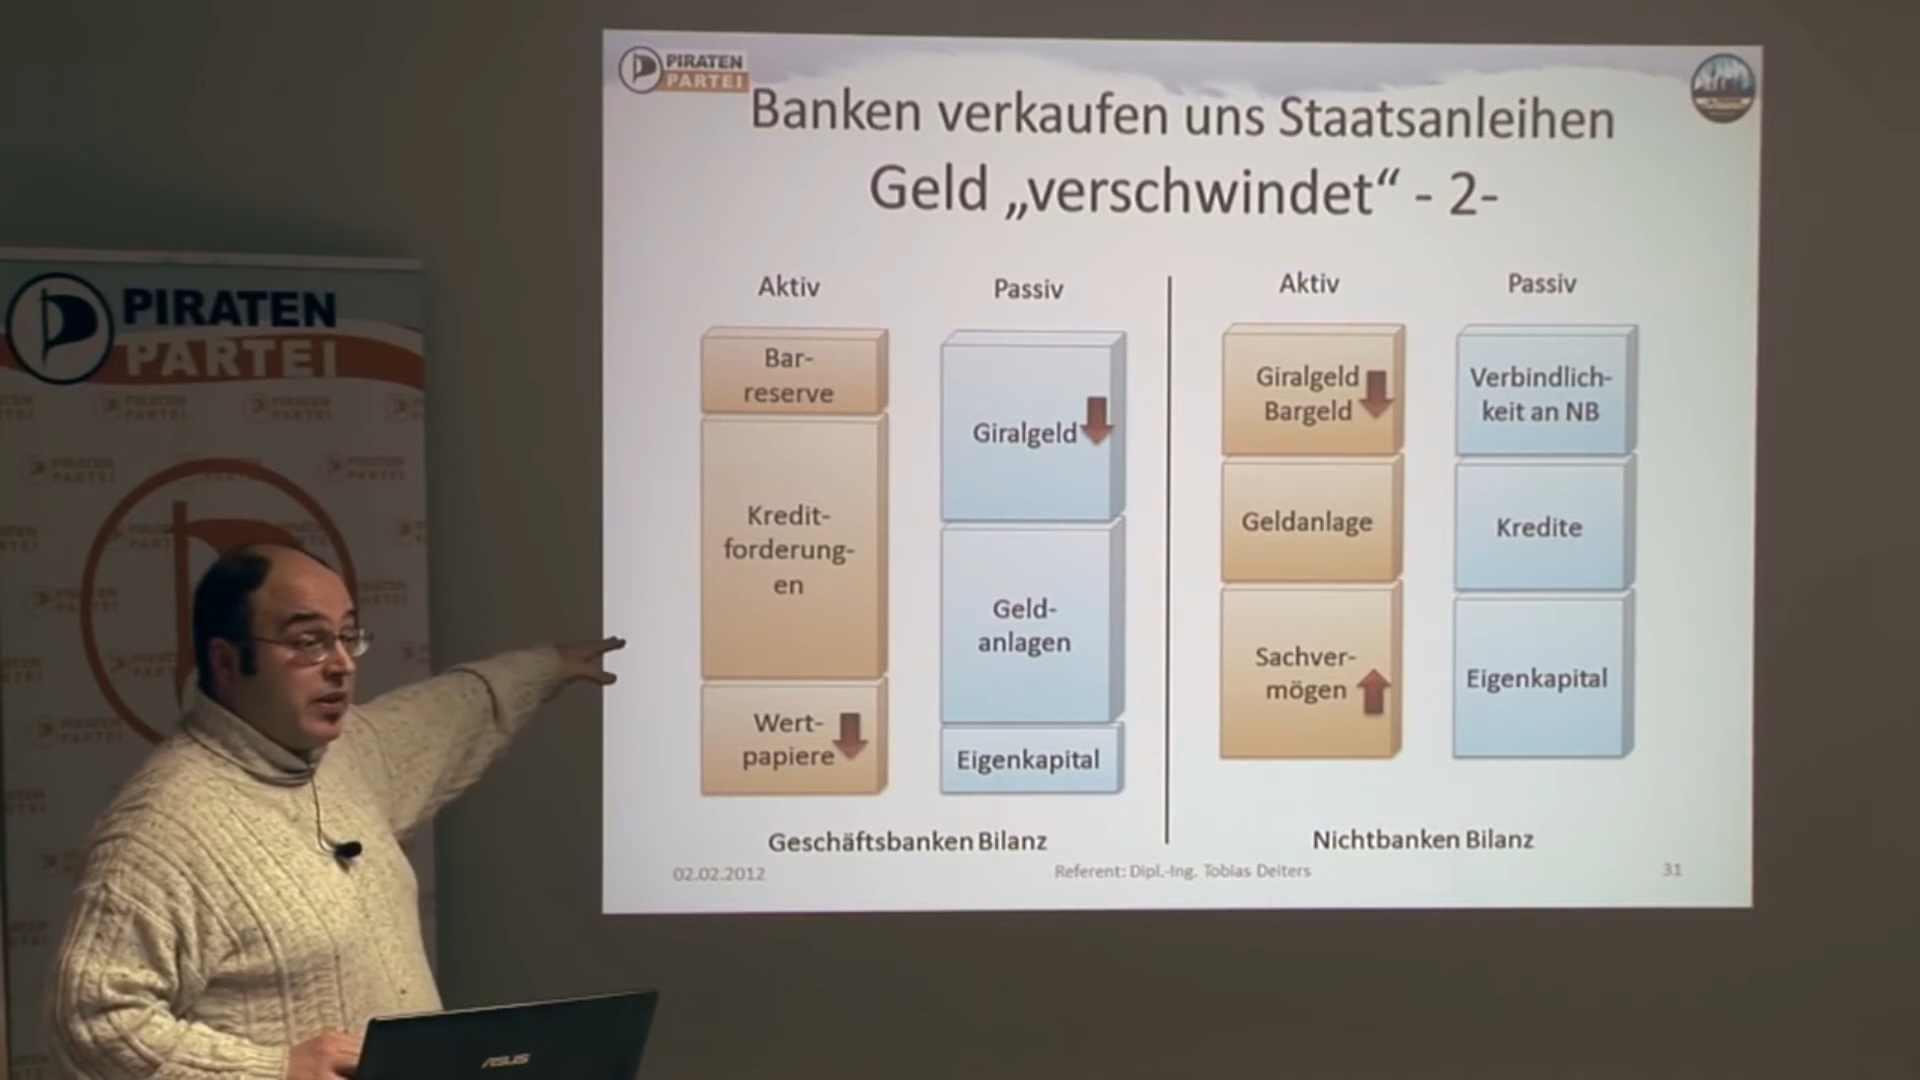 PIRATEN
PARTEI
Banken verkaufen uns Staatsanleihen
Geld „verschwindet“ - 2-
Aktiv
Passiv
Aktiv
Passiv
Bar-
reserve
Kredit-
forderung-
en
Wert-
papiere
Giralgeld
Geld-
anlagen
Eigenkapital
Giralgeld
Bargeld
Geldanlage
Sachver-
mögen
Verbindlich-
keit an NB
Kredite
Eigenkapital
Geschäftsbanken Bilanz
Nichtbanken Bilanz
02.02.2012
Referent: Dipl.-Ing. Tobias Deiters
31
PIRATEN
PARTEI
ASUS